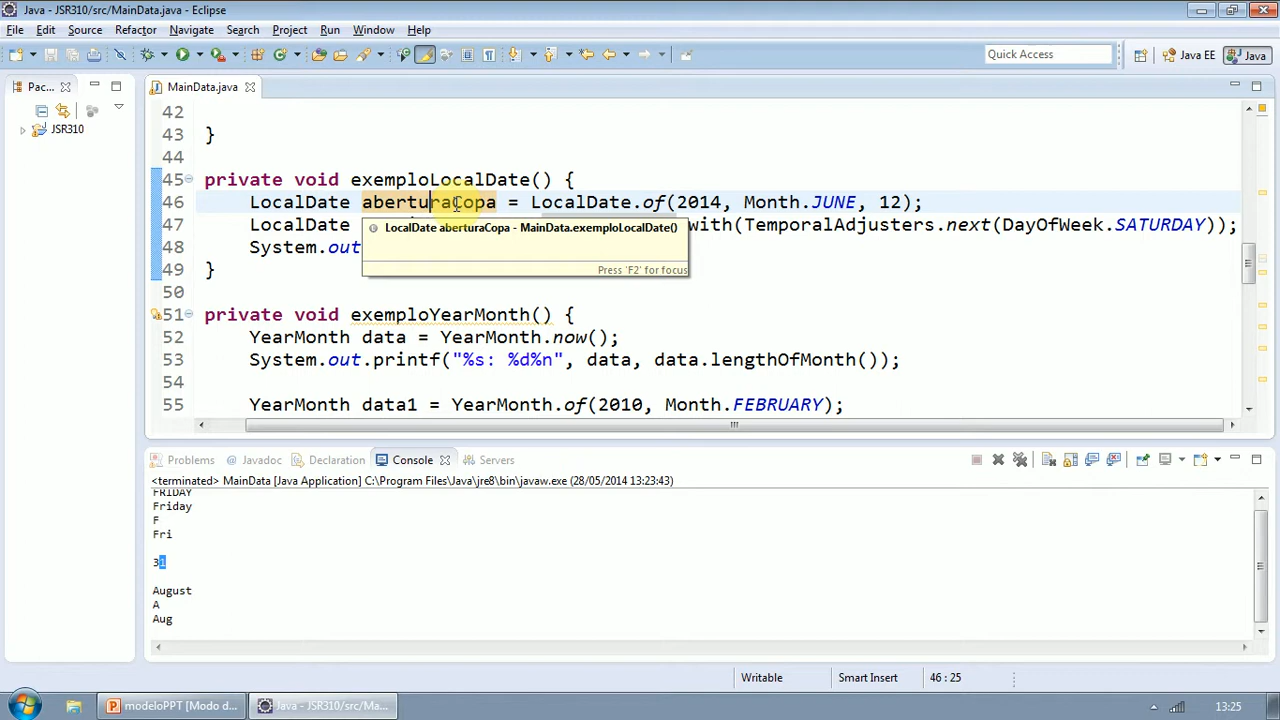 Java - JSR310/src/MainData.java - Eclipse
File Edit Source Refactor Navigate Search Project Run Window Help
Quick Access
Java EE
Java
Pac...
MainData.java
JSR310
42
43 }
44
45 private void exemploLocalDate() {
46 LocalDate aberturaCopa = LocalDate.of(2014, Month.JUNE, 12);
47 LocalDate with(TemporalAdjusters.next(DayOfWeek.SATURDAY));
LocalDate aberturaCopa - MainData.exemploLocalDate()
48 System.out
Press 'F2' for focus
49 }
50
51 private void exemploYearMonth() {
52 YearMonth data = YearMonth.now();
53 System.out.printf("%s: %d%n", data, data.lengthOfMonth());
54
55 YearMonth data1 = YearMonth.of(2010, Month.FEBRUARY);
Problems Javadoc Declaration Console Servers
<terminated> MainData [Java Application] C:\Program Files\Java\jre8\bin\javaw.exe (28/05/2014 13:23:43)
FRIDAY
Friday
F
Fri
31
August
A
Aug
Writable Smart Insert 46 : 25
modeloPPT [Modo d... Java - JSR310/src/Ma... 13:25